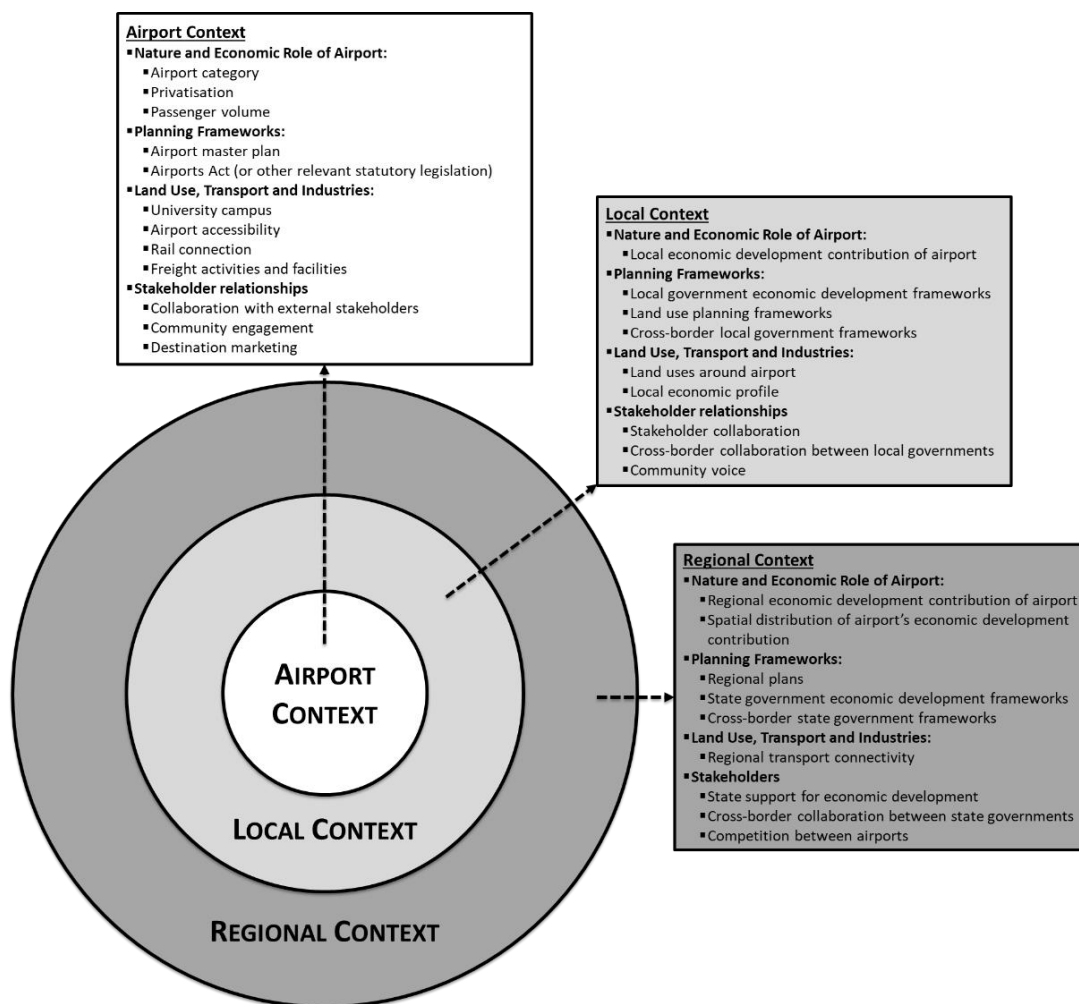 Airport Context
▪Nature and Economic Role of Airport:
▪Airport category
▪Privatisation
▪Passenger volume
▪Planning Frameworks:
▪Airport master plan
▪Airports Act (or other relevant statutory legislation)
▪Land Use, Transport and Industries:
▪University campus
▪Airport accessibility
▪Rail connection
▪Freight activities and facilities
▪Stakeholder relationships
▪Collaboration with external stakeholders
▪Community engagement
▪Destination marketing
Local Context
▪Nature and Economic Role of Airport:
▪Local economic development contribution of airport
▪Planning Frameworks:
▪Local government economic development frameworks
▪Land use planning frameworks
▪Cross-border local government frameworks
▪Land Use, Transport and Industries:
▪Land uses around airport
▪Local economic profile
▪Stakeholder relationships
▪Stakeholder collaboration
▪Cross-border collaboration between local governments
▪Community voice
Regional Context
▪Nature and Economic Role of Airport:
▪Regional economic development contribution of airport
▪Spatial distribution of airport’s economic development
contribution
▪Planning Frameworks:
▪Regional plans
▪State government economic development frameworks
▪Cross-border state government frameworks
▪Land Use, Transport and Industries:
▪Regional transport connectivity
▪Stakeholders
▪State support for economic development
▪Cross-border collaboration between state governments
▪Competition between airports
AIRPORT
CONTEXT
LOCAL CONTEXT
REGIONAL CONTEXT